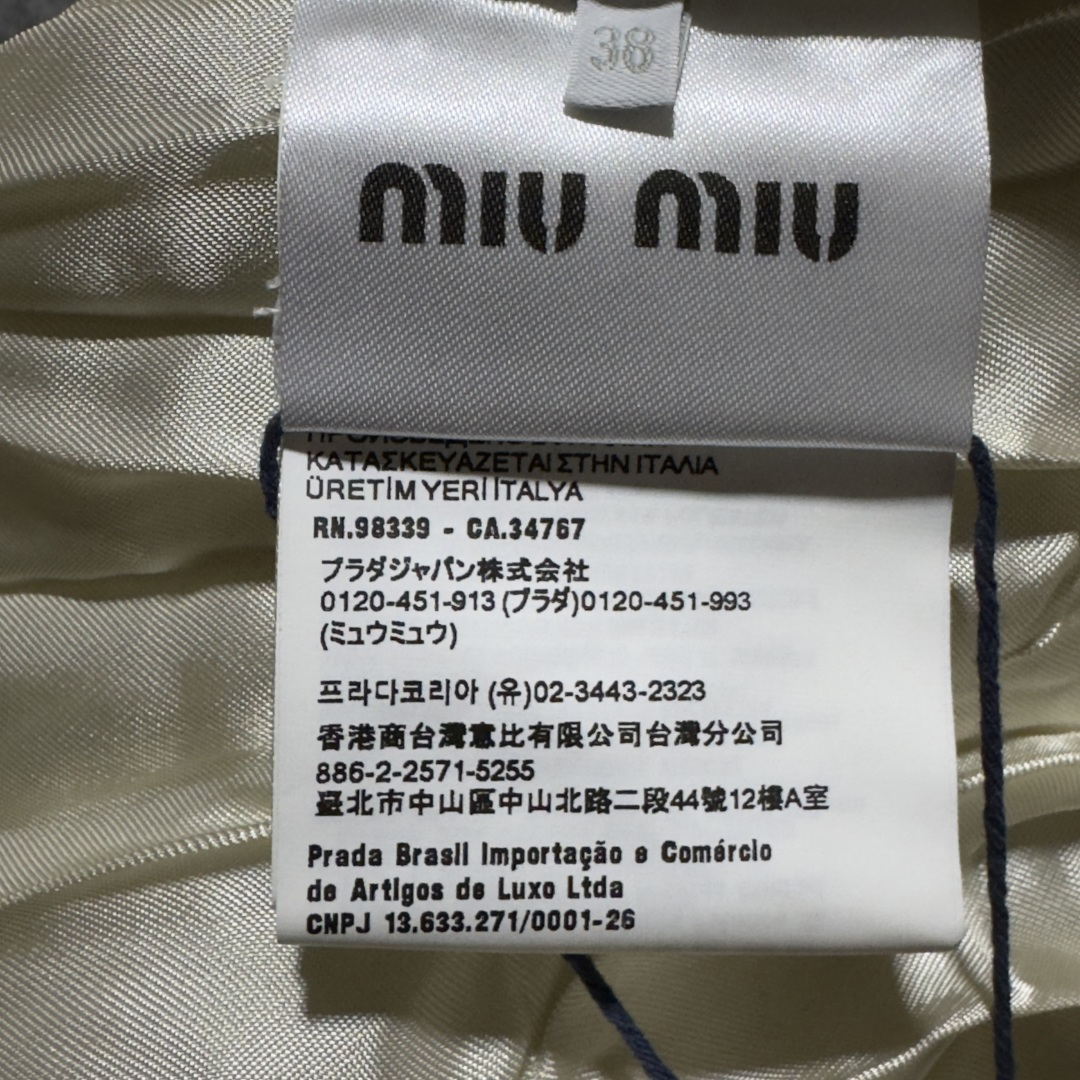 38
miu miu
ΚΑΤΑΣΚΕΥΑΖΕΤΑΙ ΣΤΗΝ ΙΤΑΛΙΑ
ÜRETİM YERİ İTALYA
RN.98339 - CA.34767
プラダジャパン株式会社
0120-451-913 (プラダ)0120-451-993
(ミュウミュウ)
프라다코리아 (유)02-3443-2323
香港商台灣意比有限公司台灣分公司
886-2-2571-5255
臺北市中山區中山北路二段44號12樓A室
Prada Brasil Importação e Comércio
de Artigos de Luxo Ltda
CNPJ 13.633.271/0001-26